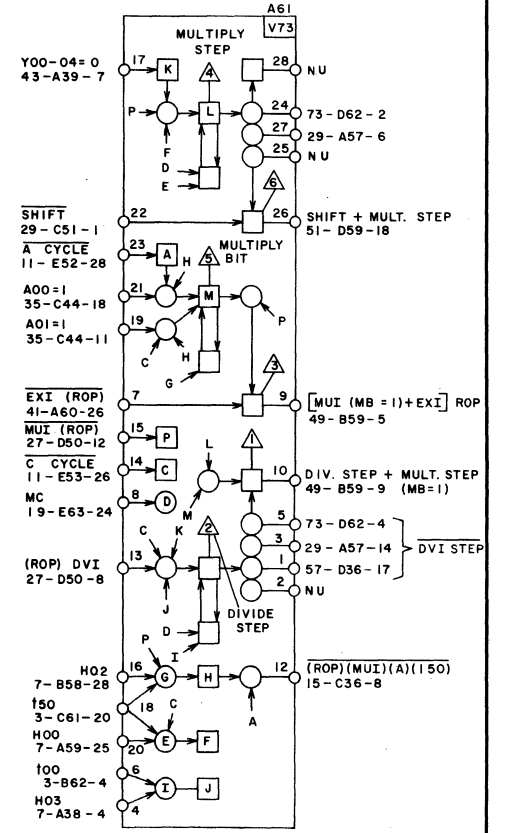 A61
V73
MULTIPLY
STEP
Y00-04=0
43-A39-7
17
K
4
28
NU
P
L
24
73-D62-2
27
29-A57-6
25
NU
F
D
E
6
SHIFT
29-C51-1
22
26
SHIFT + MULT. STEP
51-D59-18
A CYCLE
11-E52-28
23
A
H
MULTIPLY
BIT
5
A00=1
35-C44-18
21
M
A01=1
35-C44-11
19
P
C
H
G
3
EXI (ROP)
41-A60-26
7
9
[MUI (MB=1)+EXI] ROP
49-B59-5
MUI (ROP)
27-D50-12
15
P
C CYCLE
11-E53-26
14
C
L
1
10
DIV. STEP + MULT. STEP
49-B59-9 (MB=1)
MC
19-E63-24
8
D
M
5
73-D62-4
C
K
2
3
29-A57-14
DVI STEP
(ROP) DVI
27-D50-8
13
1
57-D36-17
2
NU
J
DIVIDE
STEP
D
I
P
H02
7-B58-28
16
G
H
12
(ROP)(MUI)(A)(150)
15-C36-8
t50
3-C61-20
18
C
A
H00
7-A59-25
20
E
F
t00
3-B62-4
6
I
J
H03
7-A38-4
4